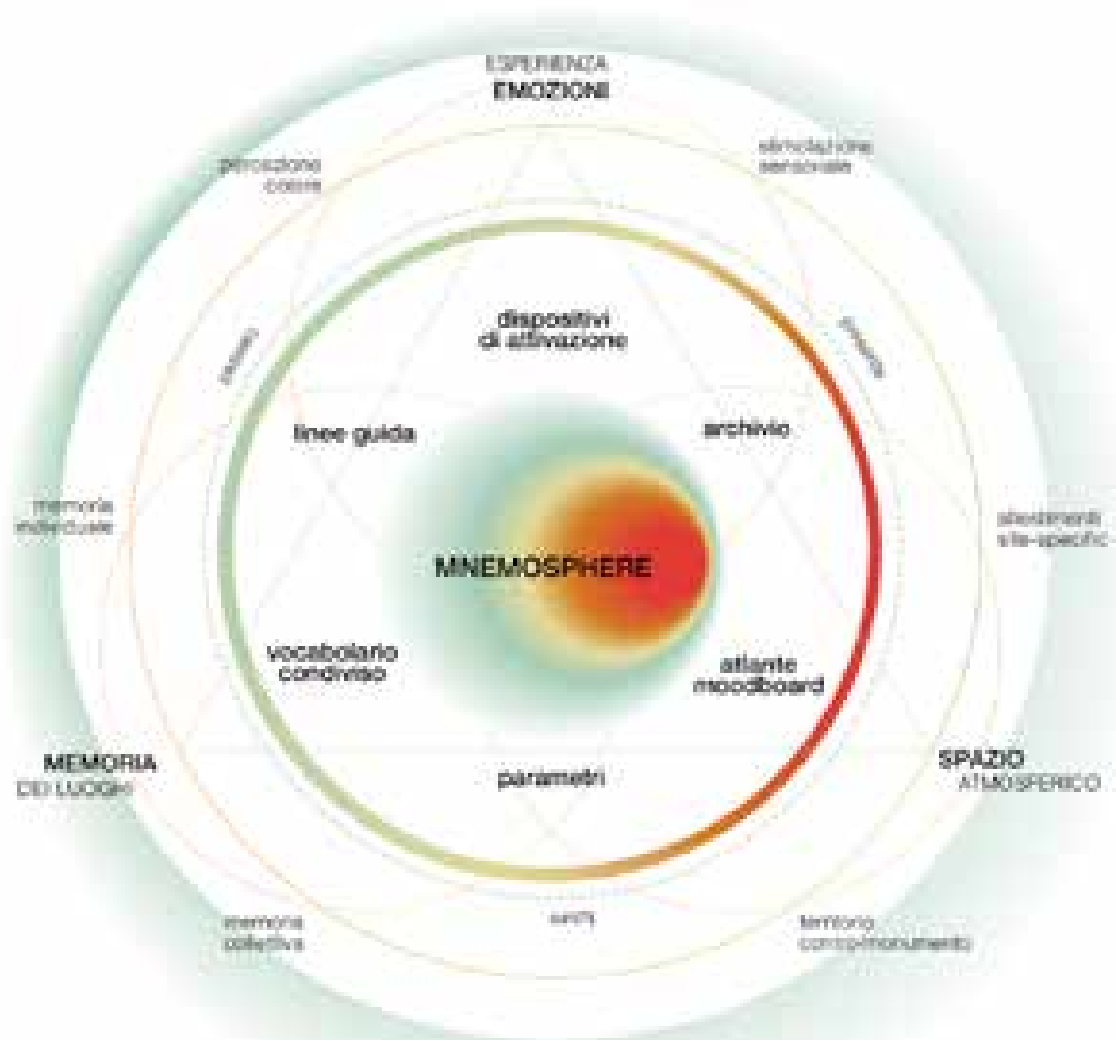 ESPERIENZA
EMOZIONI
percezione
colore
stimolazione
sensoriale
dispositivi
di attivazione
linee guida
archivio
memoria
individuale
allestimenti
site-specific
MNEMOSPHERE
vocabolario
condiviso
atlante
moodboard
MEMORIA
DEI LUOGHI
SPAZIO
ATMOSFERICO
parametri
memoria
collettiva
territorio
corpo-monumento